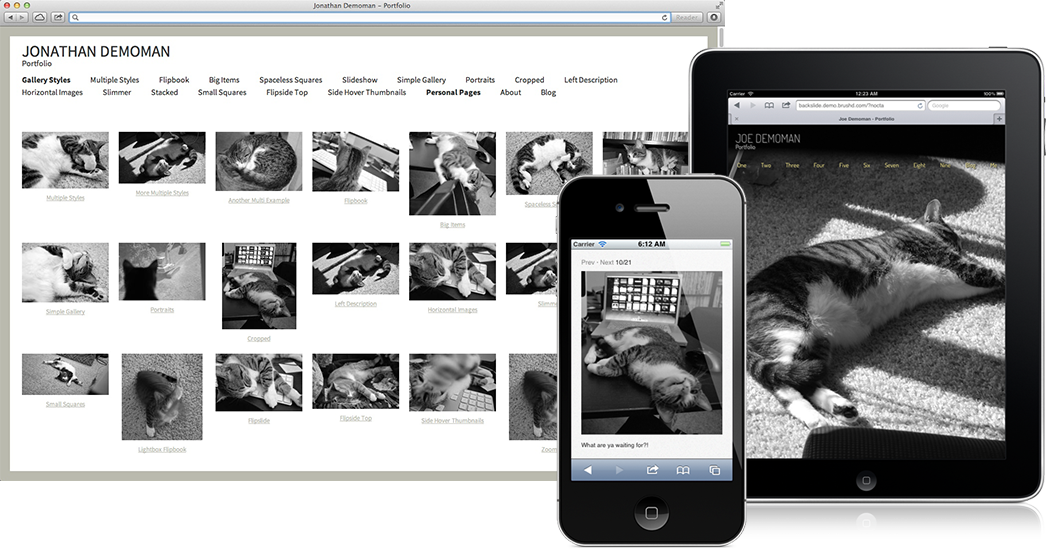 Jonathan Demoman – Portfolio
Reader
JONATHAN DEMOMAN
Portfolio
Gallery Styles Multiple Styles Flipbook Big Items Spaceless Squares Slideshow Simple Gallery Portraits Cropped Left Description
Horizontal Images Slimmer Stacked Small Squares Flipside Top Side Hover Thumbnails Personal Pages About Blog
Multiple Styles
More Multiple Styles
Another Multi Example
Flipbook
Big Items
Spaceless
Simple Gallery
Portraits
Cropped
Left Description
Horizontal Images
Slimme
Small Squares
Lightbox Flipbook
Flipside
Flipside Top
Side Hover Thumbnails
Zoom
Carrier 6:12 AM
Prev · Next 10/21
What are ya waiting for?!
Carrier 12:23 AM 100%
backslide.demo.brushd.com/?nocta Google
Joe Demoman - Portfolio
JOE DEMOMAN
Portfolio
One Two Three Four Five Six Seven Eight Nine